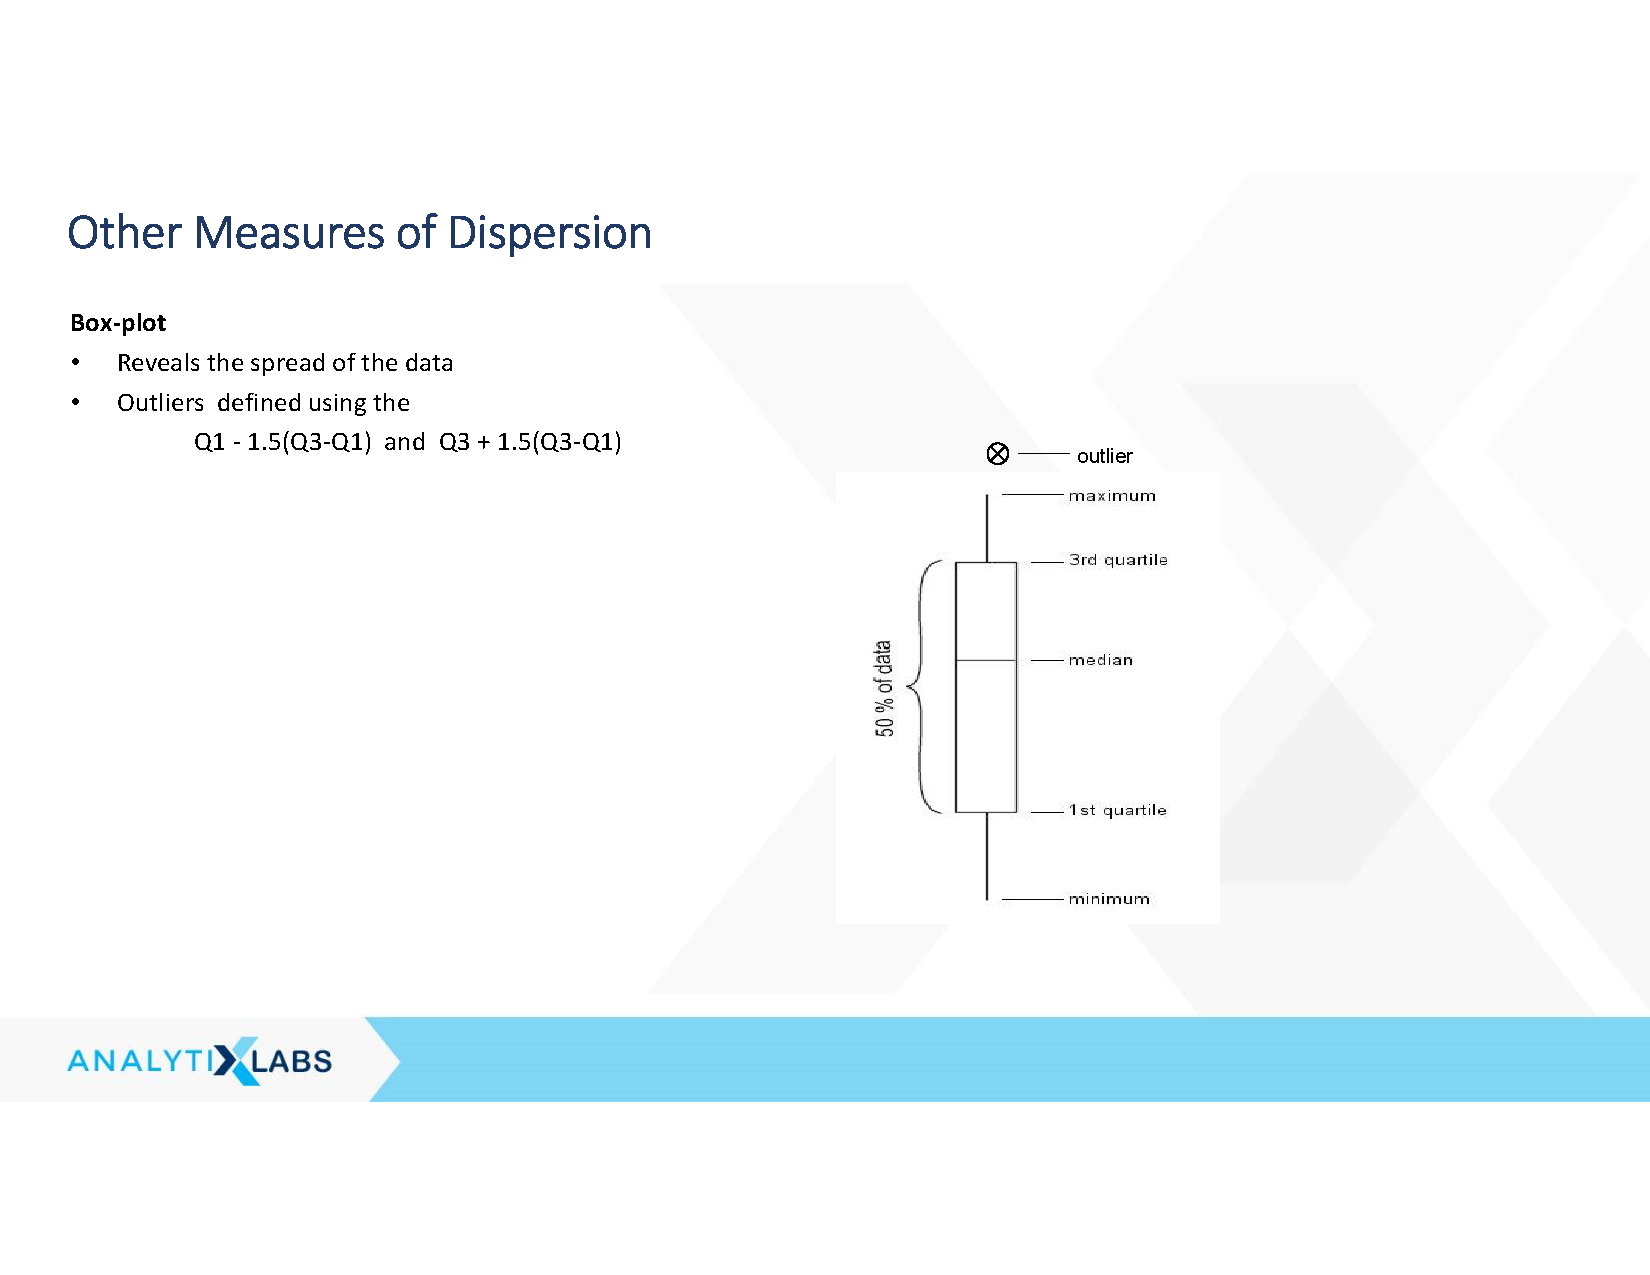 Other Measures of Dispersion
Box-plot
• Reveals the spread of the data
• Outliers defined using the
Q1 - 1.5(Q3-Q1) and Q3 + 1.5(Q3-Q1)
outlier
maximum
3rd quartile
50 % of data
median
1st quartile
minimum
ANALYTIXLABS